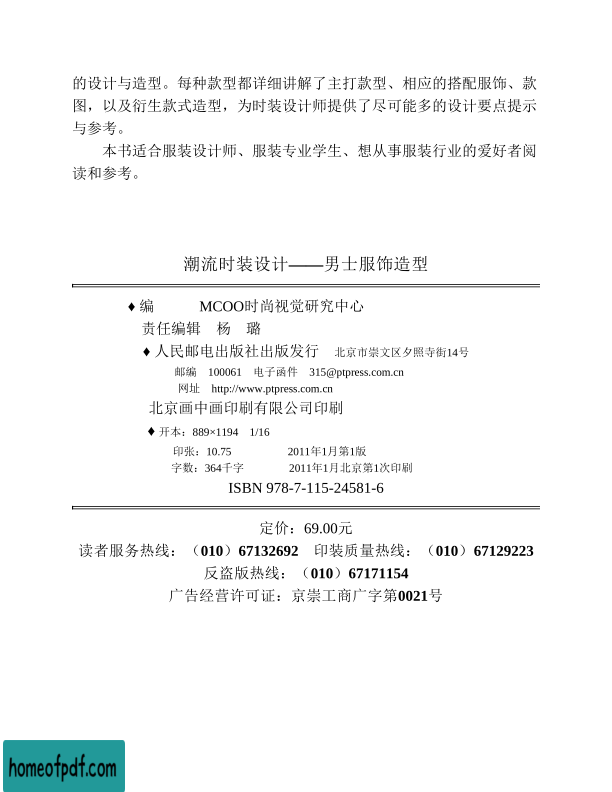 的设计与造型。每种款型都详细讲解了主打款型、相应的搭配服饰、款
图，以及衍生款式造型，为时装设计师提供了尽可能多的设计要点提示
与参考。
本书适合服装设计师、服装专业学生、想从事服装行业的爱好者阅
读和参考。
潮流时装设计——男士服饰造型
♦ 编 MCOO时尚视觉研究中心
责任编辑 杨 璐
♦ 人民邮电出版社出版发行 北京市崇文区夕照寺街14号
邮编 100061 电子函件 315@ptpress.com.cn
网址 http://www.ptpress.com.cn
北京画中画印刷有限公司印刷
♦ 开本：889×1194 1/16
印张：10.75 2011年1月第1版
字数：364千字 2011年1月北京第1次印刷
ISBN 978-7-115-24581-6
定价：69.00元
读者服务热线：（010）67132692 印装质量热线：（010）67129223
反盗版热线：（010）67171154
广告经营许可证：京崇工商广字第0021号
homeofpdf.com